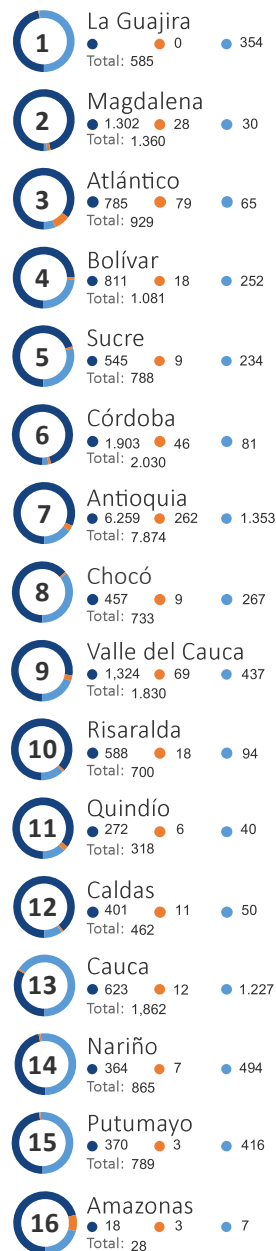 1
La Guajira
0 354
Total: 585
2
Magdalena
1.302 28 30
Total: 1.360
3
Atlántico
785 79 65
Total: 929
4
Bolívar
811 18 252
Total: 1.081
5
Sucre
545 9 234
Total: 788
6
Córdoba
1.903 46 81
Total: 2.030
7
Antioquia
6.259 262 1.353
Total: 7.874
8
Chocó
457 9 267
Total: 733
9
Valle del Cauca
1,324 69 437
Total: 1.830
10
Risaralda
588 18 94
Total: 700
11
Quindío
272 6 40
Total: 318
12
Caldas
401 11 50
Total: 462
13
Cauca
623 12 1.227
Total: 1,862
14
Nariño
364 7 494
Total: 865
15
Putumayo
370 3 416
Total: 789
16
Amazonas
18 3 7
Total: 28